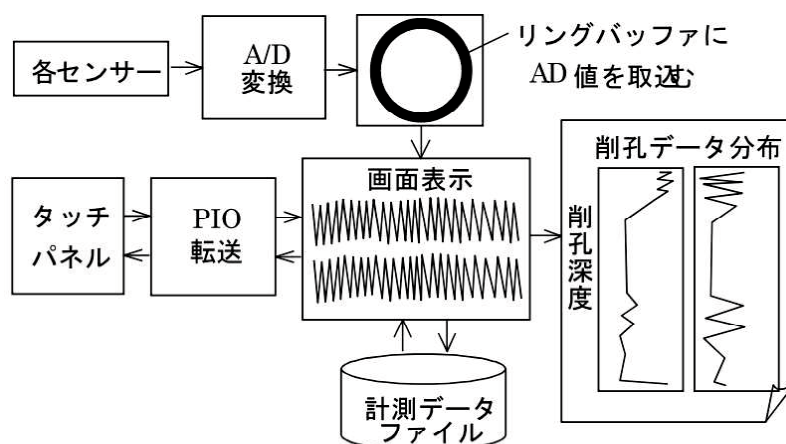 各センサー
A/D
変換
リングバッファに
AD 値を取込む
タッチ
パネル
PIO
転送
画面表示
計測データ
ファイル
削孔データ分布
削孔深度